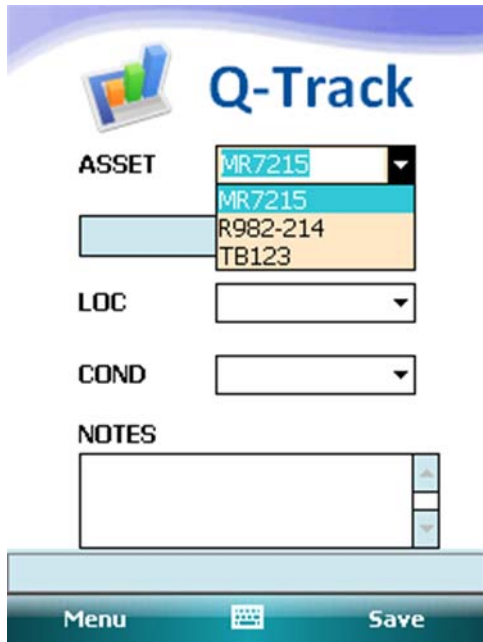 Q-Track
ASSET MR7215
MR7215
R982-214
TB123
LOC
COND
NOTES
Menu Save